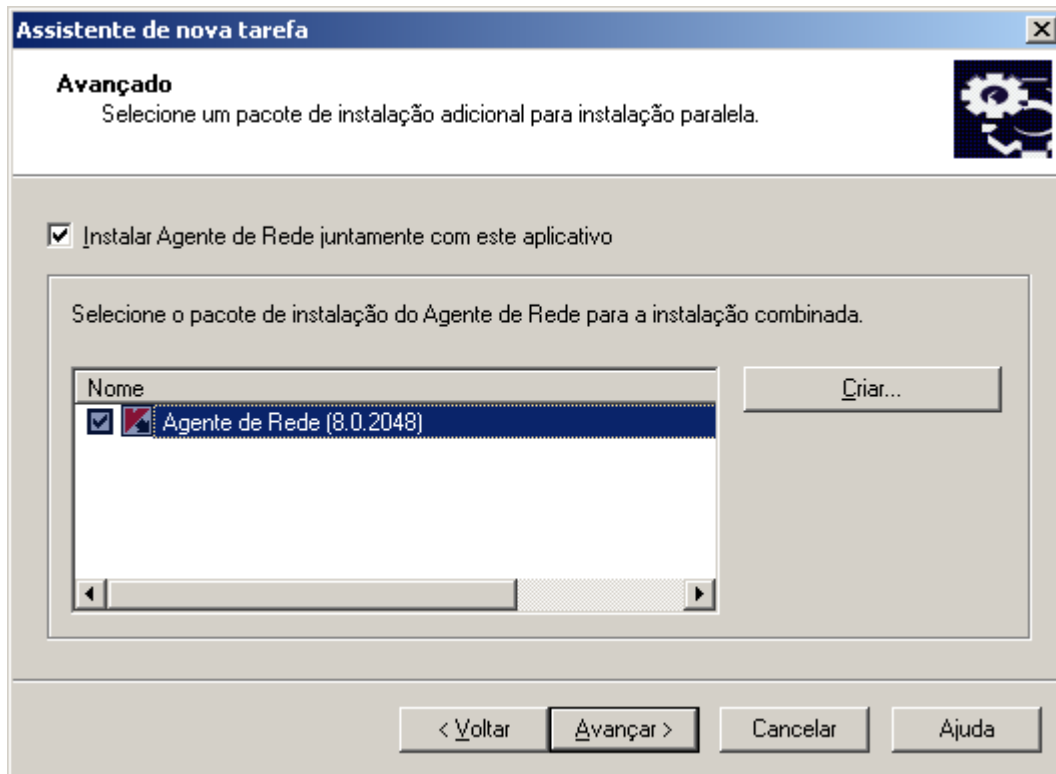 Assistente de nova tarefa
Avançado
Selecione um pacote de instalação adicional para instalação paralela.
Instalar Agente de Rede juntamente com este aplicativo
Selecione o pacote de instalação do Agente de Rede para a instalação combinada.
Nome
Criar...
Agente de Rede (8.0.2048)
< Voltar
Avançar >
Cancelar
Ajuda